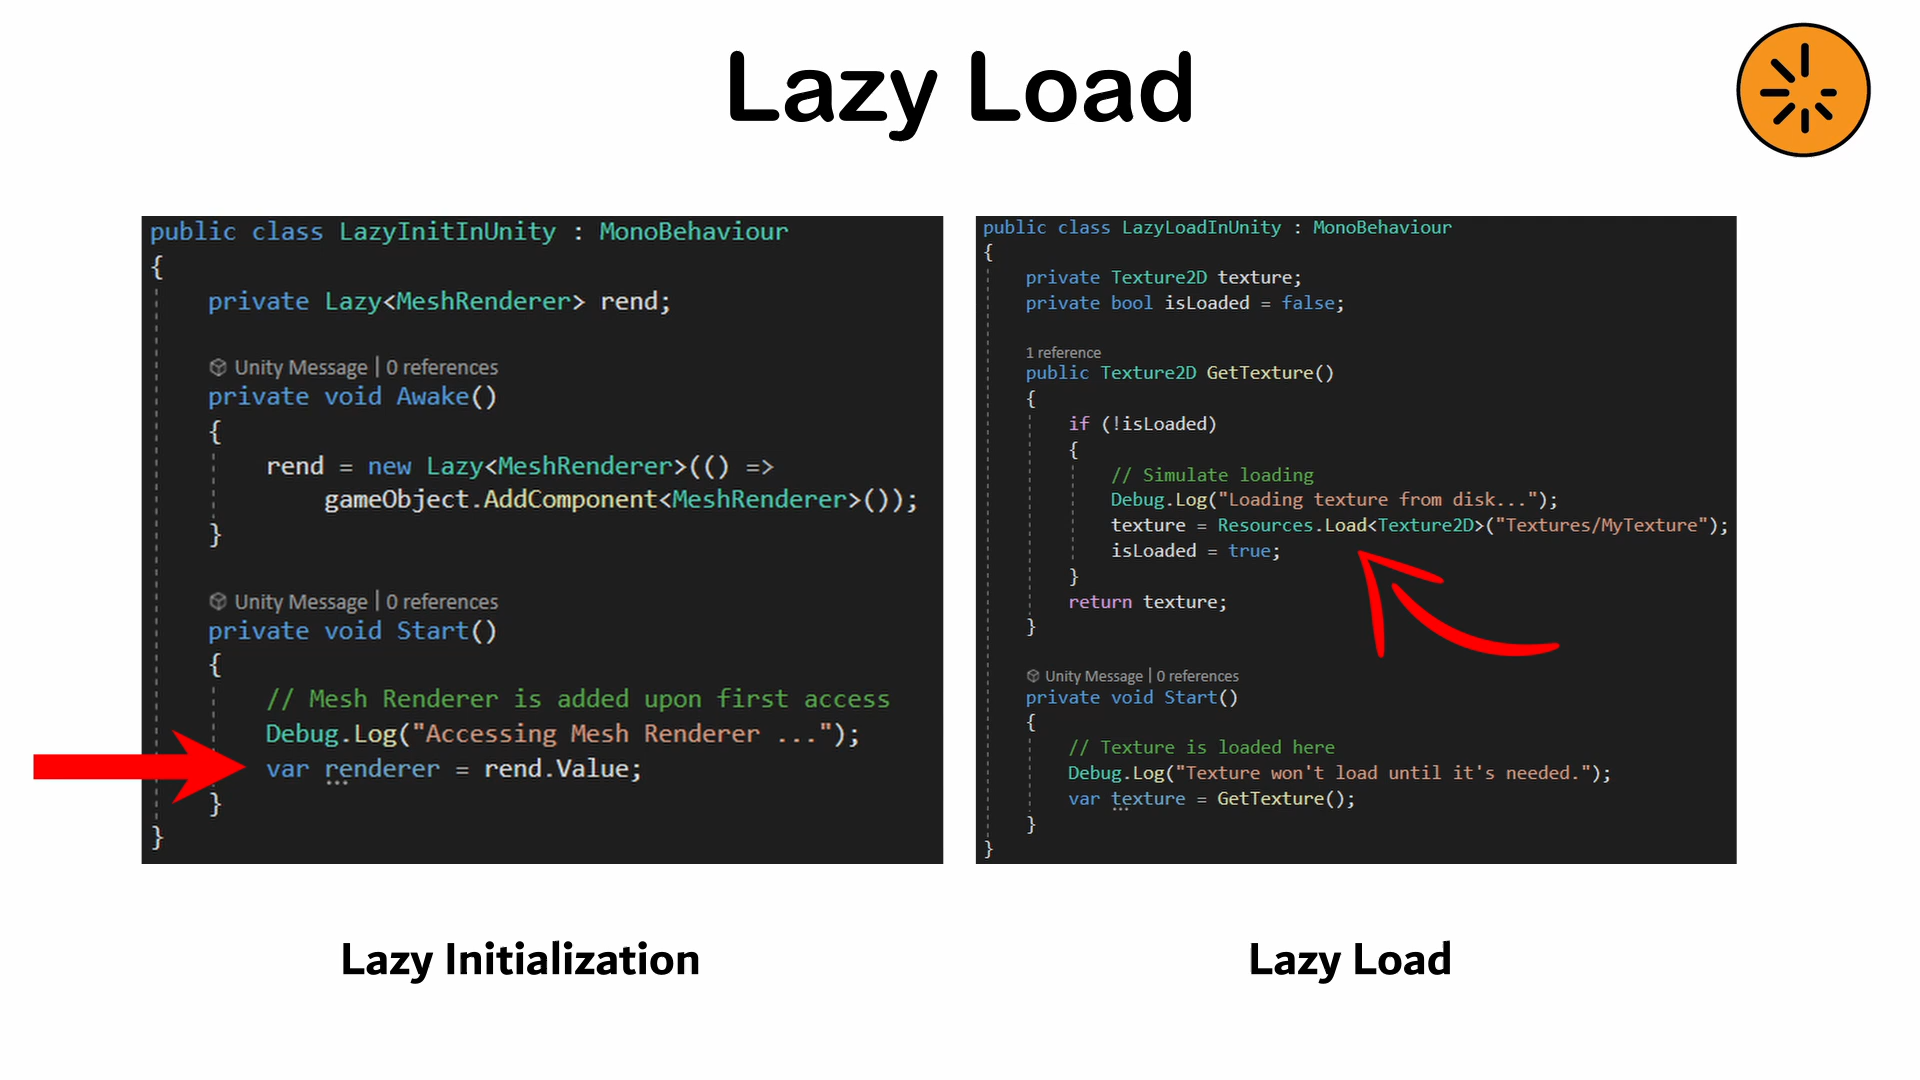 Lazy Load
public class LazyInitInUnity : MonoBehaviour
{
private Lazy<MeshRenderer> rend;
Unity Message | 0 references
private void Awake()
{
rend = new Lazy<MeshRenderer>(() =>
gameObject.AddComponent<MeshRenderer>());
}
Unity Message | 0 references
private void Start()
{
// Mesh Renderer is added upon first access
Debug.Log("Accessing Mesh Renderer ...");
var renderer = rend.Value;
}
}
Lazy Initialization
public class LazyLoadInUnity : MonoBehaviour
{
private Texture2D texture;
private bool isLoaded = false;
1 reference
public Texture2D GetTexture()
{
if (!isLoaded)
{
// Simulate loading
Debug.Log("Loading texture from disk...");
texture = Resources.Load<Texture2D>("Textures/MyTexture");
isLoaded = true;
}
return texture;
}
Unity Message | 0 references
private void Start()
{
// Texture is loaded here
Debug.Log("Texture won't load until it's needed.");
var texture = GetTexture();
}
}
Lazy Load